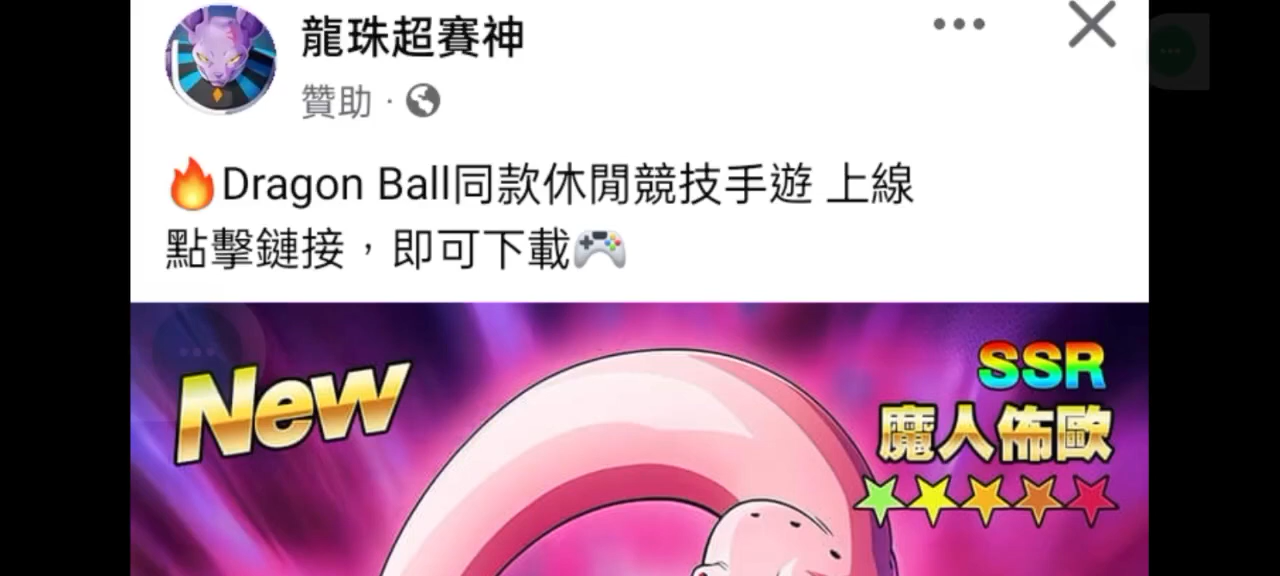 龍珠超賽神
贊助 ·
🔥Dragon Ball同款休閒競技手遊 上線
點擊鏈接，即可下載🎮
New
SSR
魔人佈歐